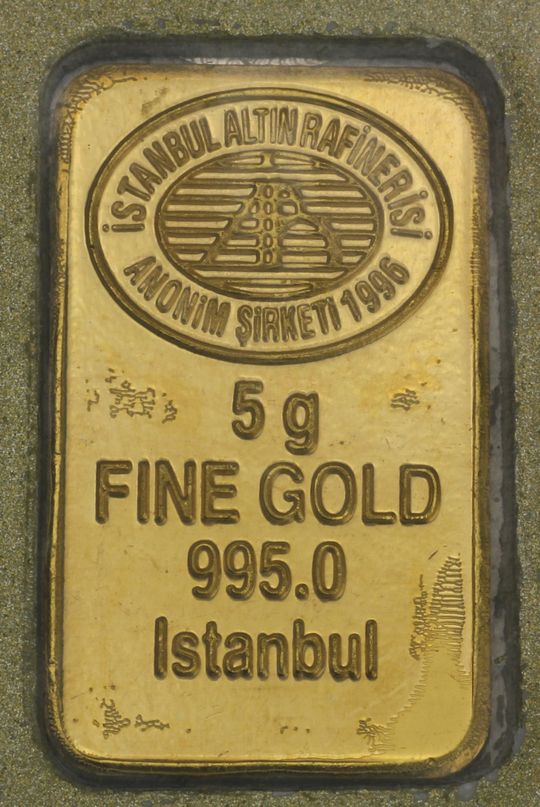 İSTANBUL ALTIN RAFİNERİSİ
ANONİM ŞİRKETİ 1996
5 g
FINE GOLD
995.0
Istanbul